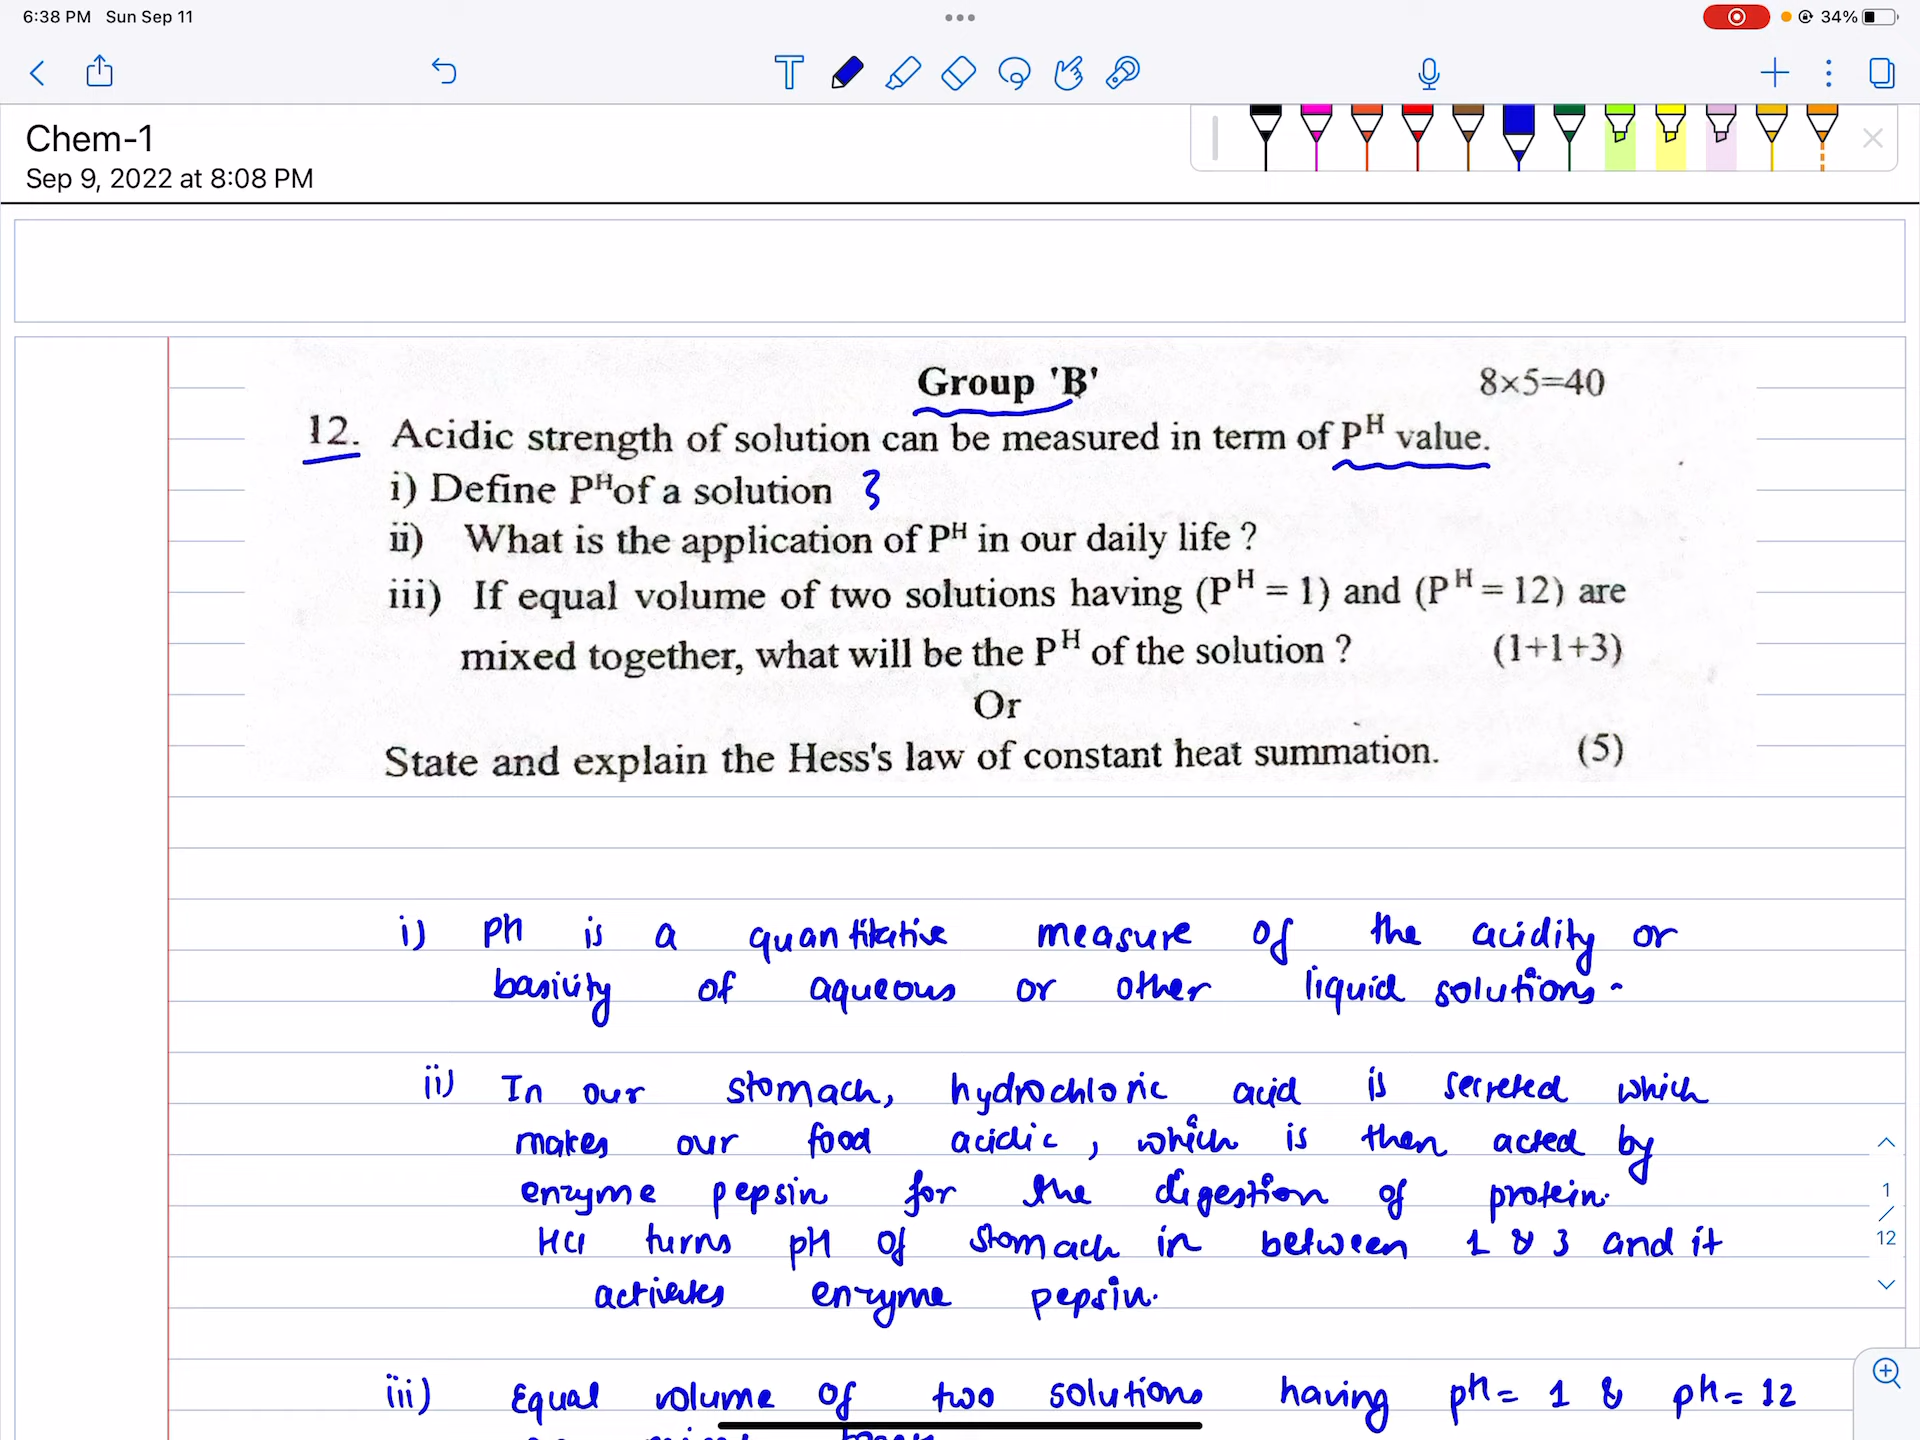 6:38 PM Sun Sep 11
34%
Chem-1
Sep 9, 2022 at 8:08 PM
Group 'B' 8×5=40
12. Acidic strength of solution can be measured in term of P^H value.
i) Define P^H of a solution
ii) What is the application of P^H in our daily life ?
iii) If equal volume of two solutions having (P^H = 1) and (P^H = 12) are
mixed together, what will be the P^H of the solution ? (1+1+3)
Or
State and explain the Hess's law of constant heat summation. (5)
i) pH is a quantitative measure of the acidity or
basicity of aqueous or other liquid solutions.
ii) In our stomach, hydrochloric acid is secreted which
makes our food acidic, which is then acted by
enzyme pepsin for the digestion of protein.
HCl turns pH of stomach in between 1 & 3 and it
activates enzyme pepsin.
1
/
12
iii) Equal volume of two solutions having pH = 1 & pH = 12